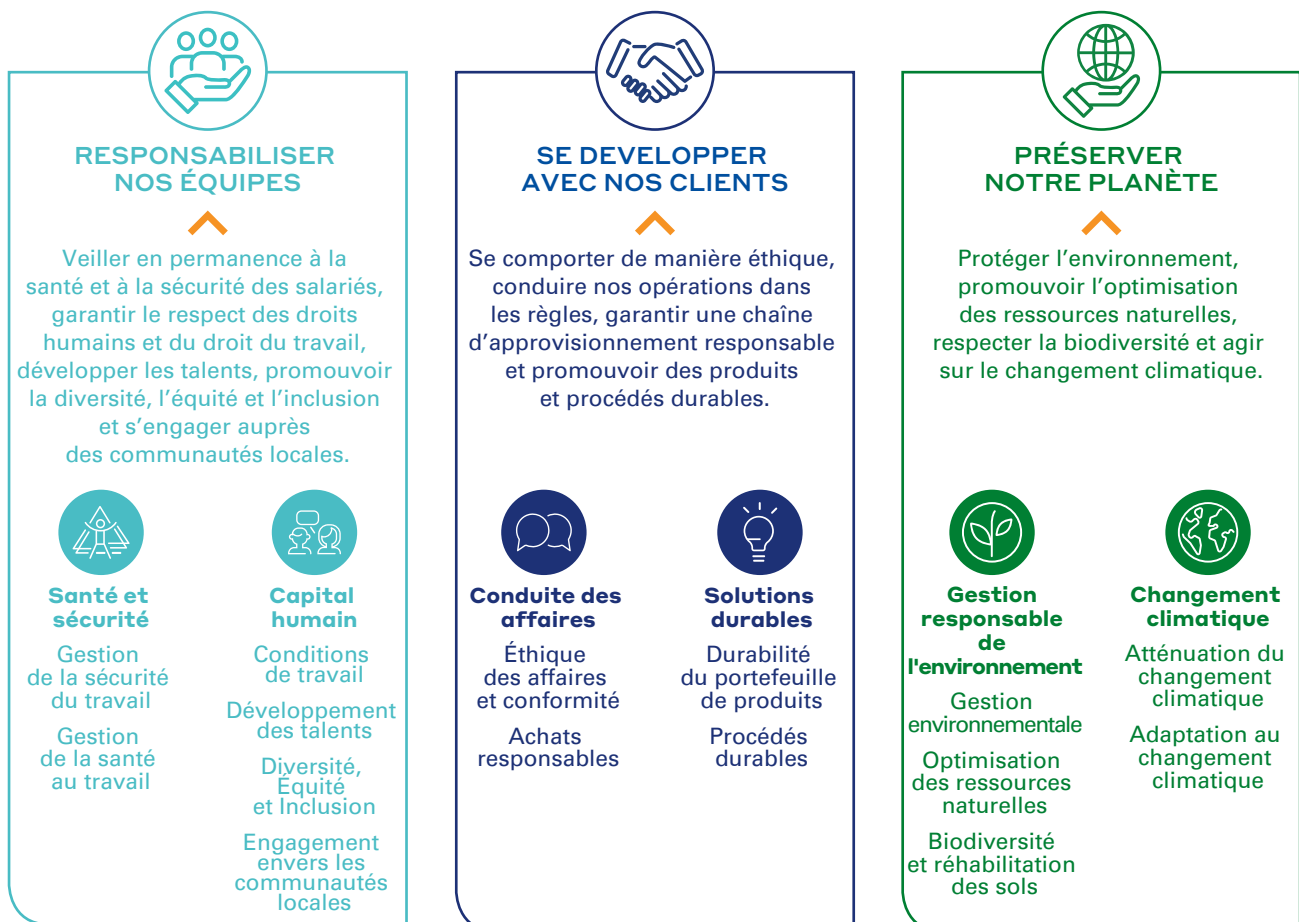 RESPONSABILISER
NOS ÉQUIPES
Veiller en permanence à la
santé et à la sécurité des salariés,
garantir le respect des droits
humains et du droit du travail,
développer les talents, promouvoir
la diversité, l’équité et l’inclusion
et s’engager auprès
des communautés locales.
Santé et
sécurité
Gestion
de la sécurité
du travail
Gestion
de la santé
au travail
Capital
humain
Conditions
de travail
Développement
des talents
Diversité,
Équité
et Inclusion
Engagement
envers les
communautés
locales
SE DEVELOPPER
AVEC NOS CLIENTS
Se comporter de manière éthique,
conduire nos opérations dans
les règles, garantir une chaîne
d’approvisionnement responsable
et promouvoir des produits
et procédés durables.
Conduite des
affaires
Éthique
des affaires
et conformité
Achats
responsables
Solutions
durables
Durabilité
du portefeuille
de produits
Procédés
durables
PRÉSERVER
NOTRE PLANÈTE
Protéger l’environnement,
promouvoir l’optimisation
des ressources naturelles,
respecter la biodiversité et agir
sur le changement climatique.
Gestion
responsable
de
l'environnement
Gestion
environnementale
Optimisation
des ressources
naturelles
Biodiversité
et réhabilitation
des sols
Changement
climatique
Atténuation du
changement
climatique
Adaptation au
changement
climatique